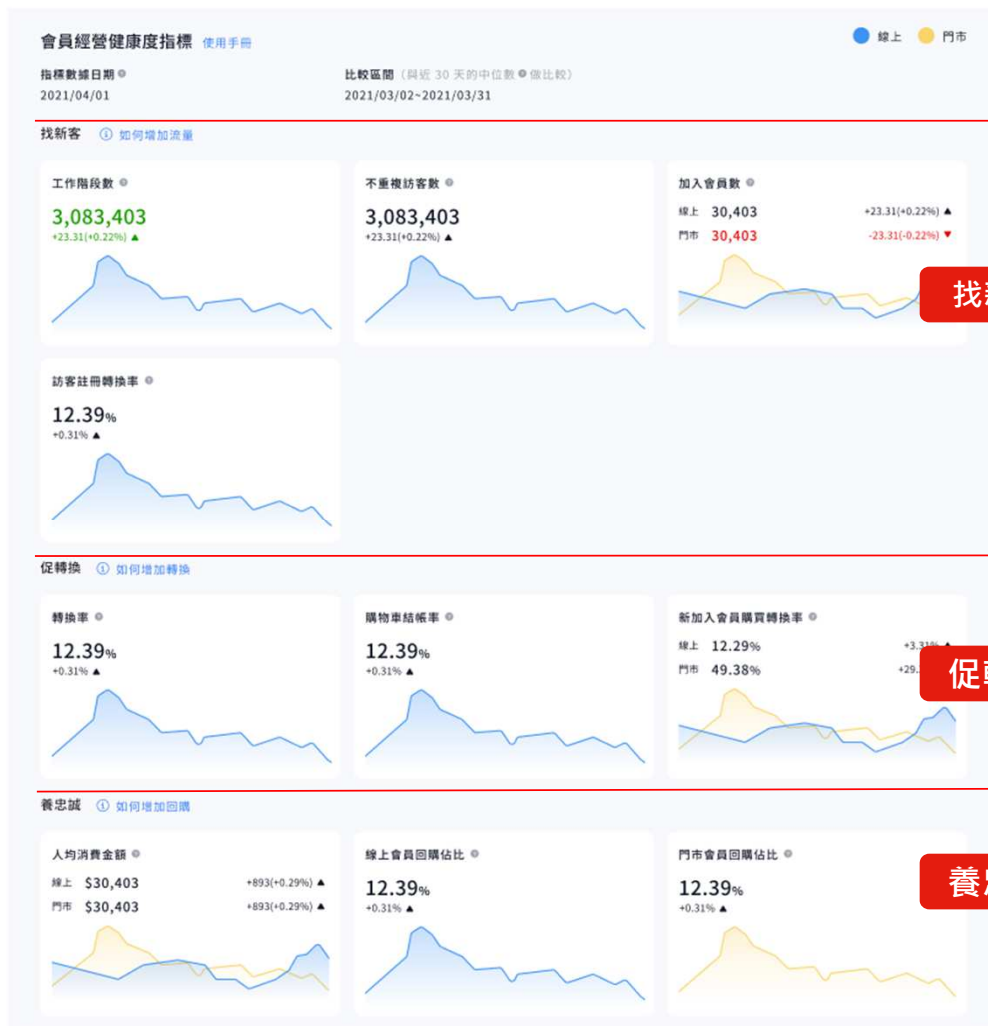 會員經營健康度指標 使用手冊
線上 門市
指標數據日期
比較區間（與近 30 天的中位數 做比較）
2021/04/01
2021/03/02~2021/03/31
找新客 如何增加流量
工作階段數
3,083,403
+23.31(+0.22%) ▲
不重複訪客數
3,083,403
+23.31(+0.22%) ▲
加入會員數
線上 30,403 +23.31(+0.22%) ▲
門市 30,403 -23.31(-0.22%) ▼
找
訪客註冊轉換率
12.39%
+0.31% ▲
促轉換 如何增加轉換
轉換率
12.39%
+0.31% ▲
購物車結帳率
12.39%
+0.31% ▲
新加入會員購買轉換率
線上 12.29% +3.31% ▲
門市 49.38% +29.
促
養忠誠 如何增加回購
人均消費金額
線上 $30,403 +893(+0.29%) ▲
門市 $30,403 +893(+0.29%) ▲
線上會員回購佔比
12.39%
+0.31% ▲
門市會員回購佔比
12.39%
+0.31% ▲
養